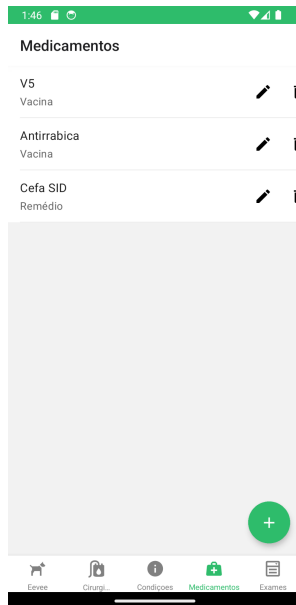 1:46
Medicamentos
V5
Vacina
Antirrabica
Vacina
Cefa SID
Remédio
Eevee
Cirurgi...
Condiçoes
Medicamentos
Exames